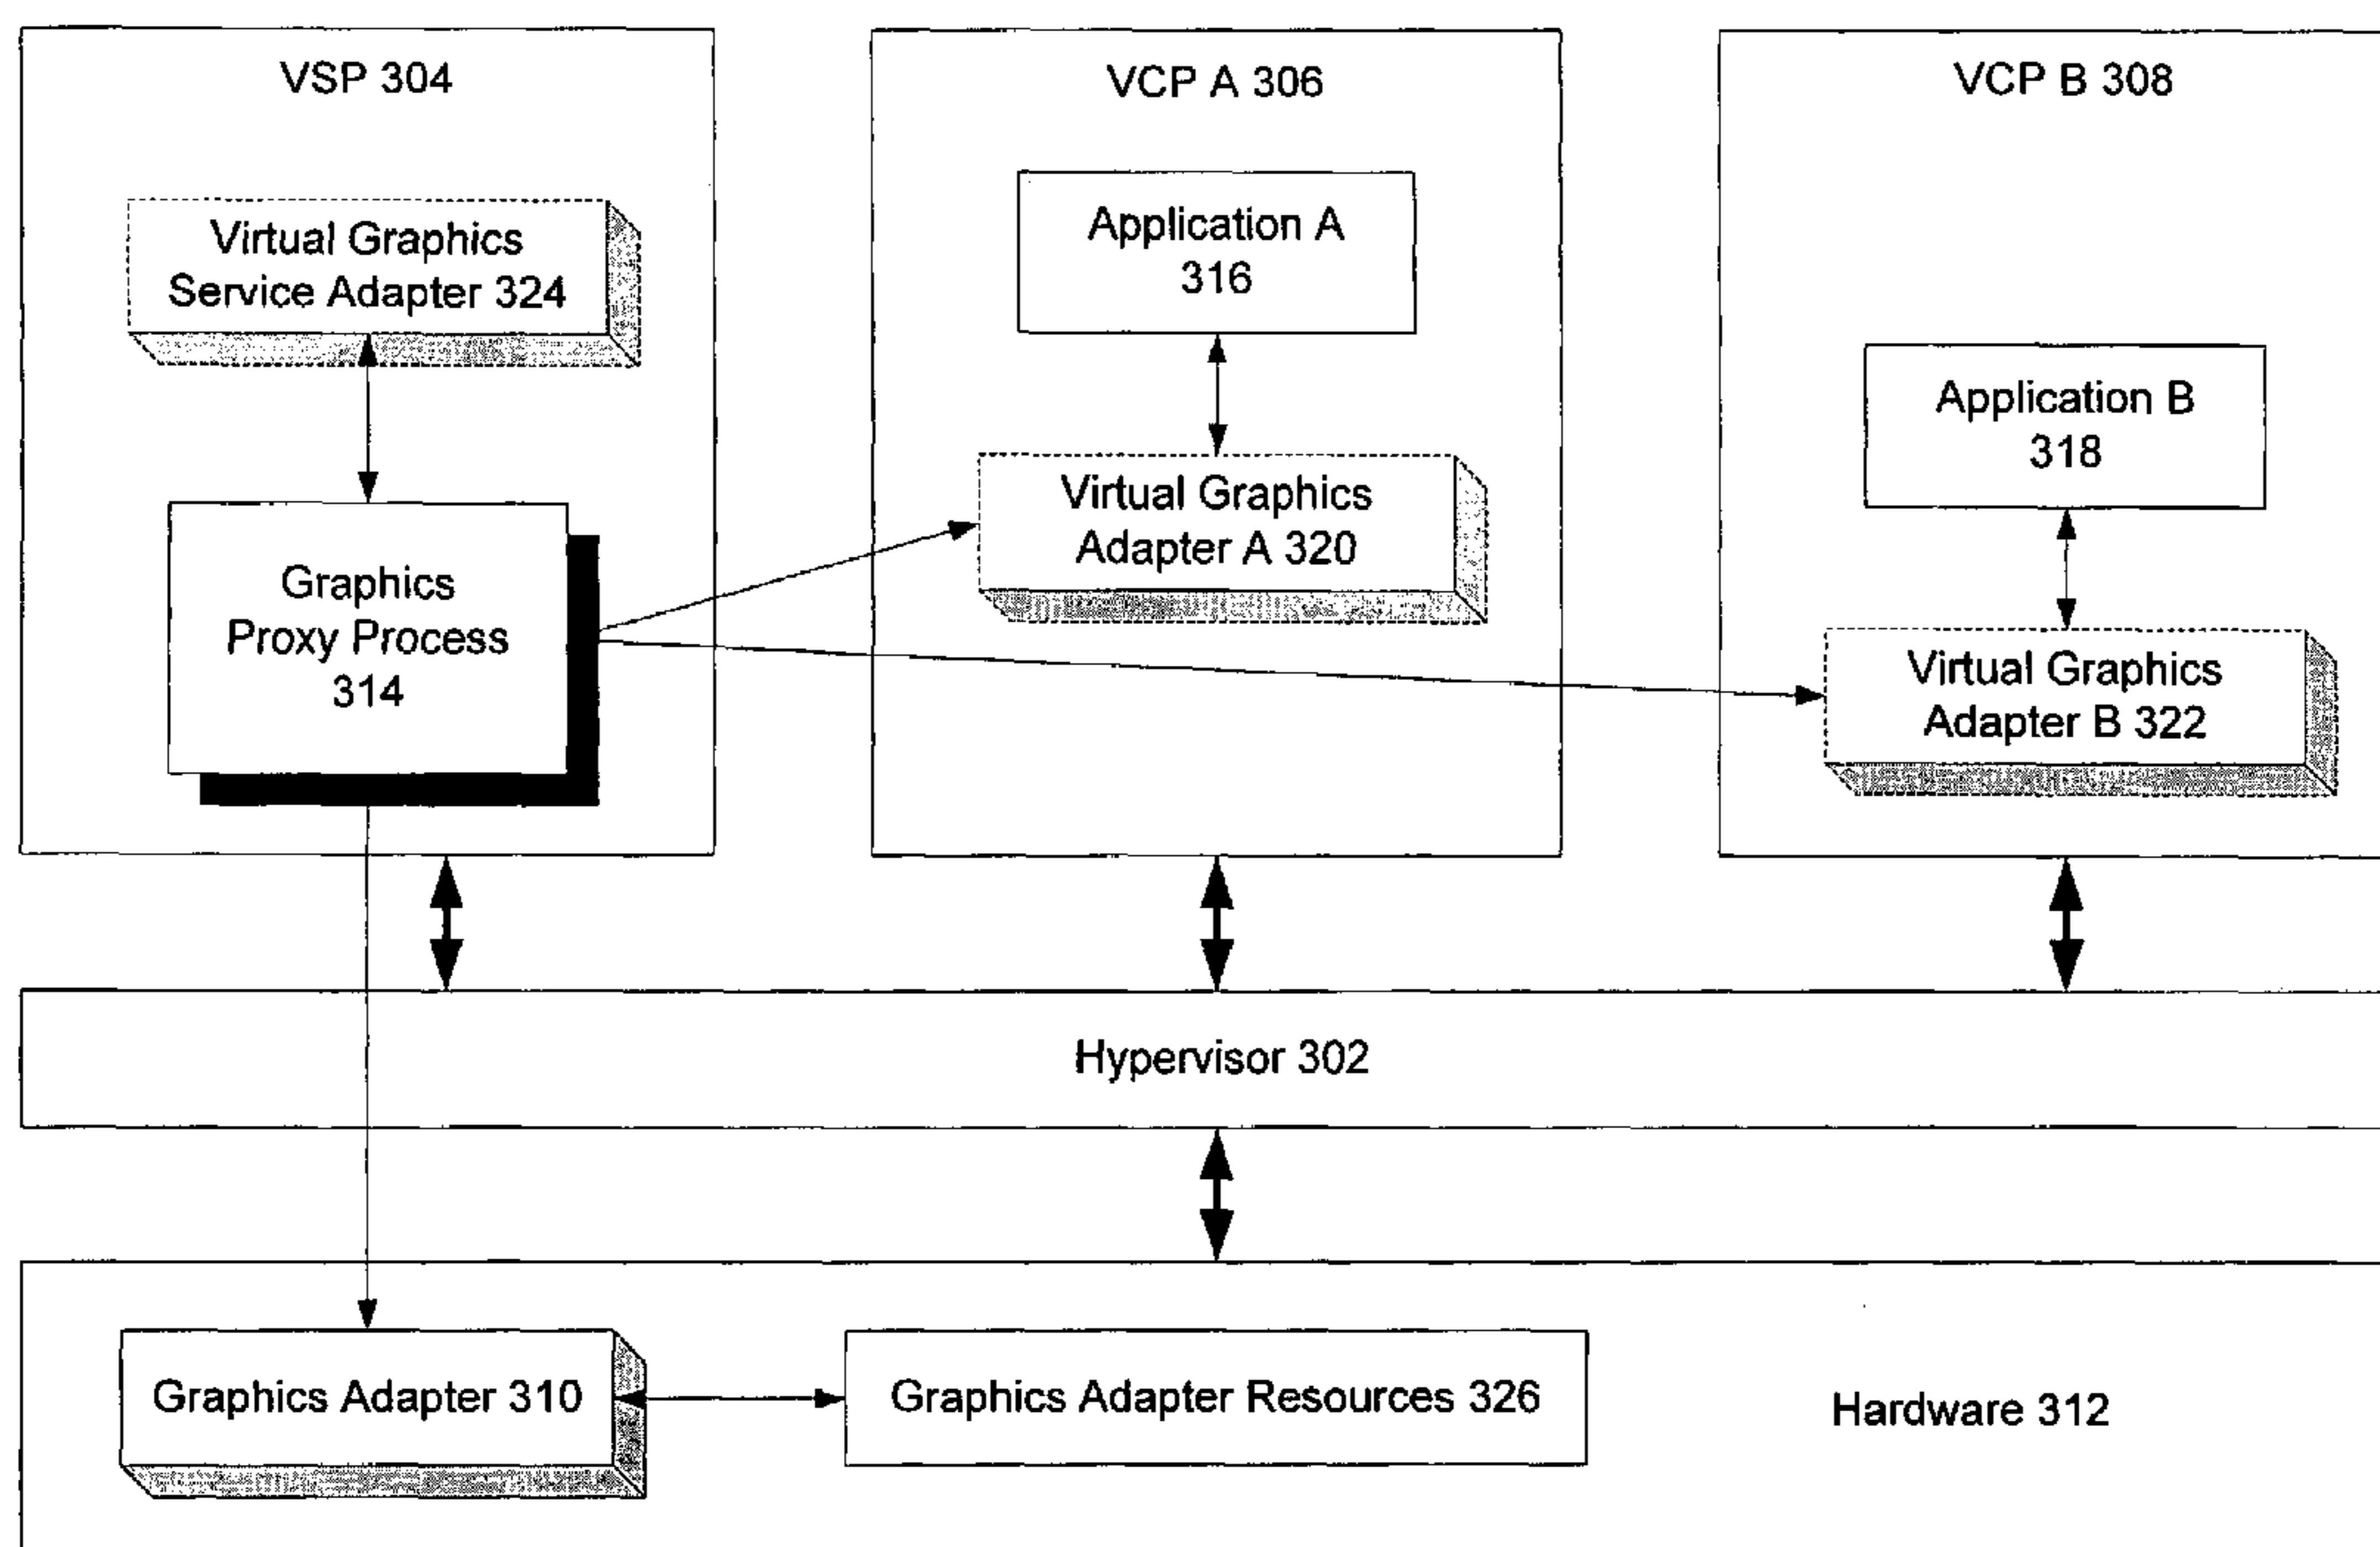 VSP 304
Virtual Graphics
Service Adapter 324
Graphics
Proxy Process
314
VCP A 306
Application A
316
Virtual Graphics
Adapter A 320
VCP B 308
Application B
318
Virtual Graphics
Adapter B 322
Hypervisor 302
Graphics Adapter 310
Graphics Adapter Resources 326
Hardware 312